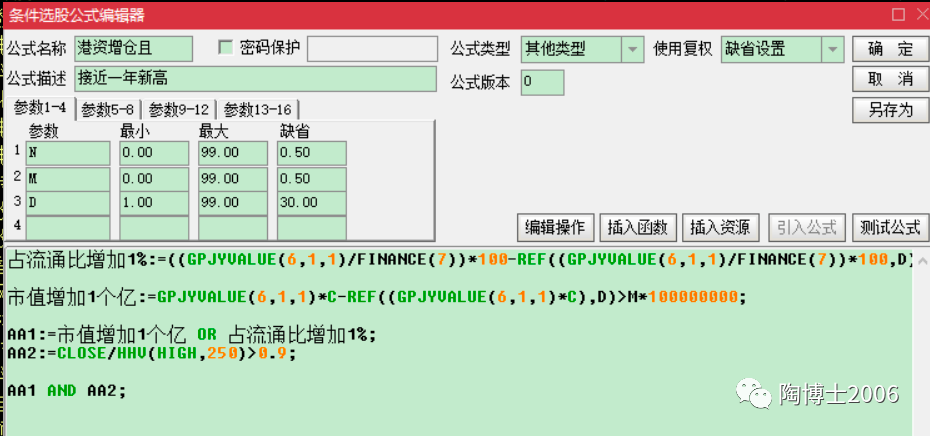 条件选股公式编辑器
公式名称 港资增仓且 密码保护 公式类型 其他类型 使用复权 缺省设置 确 定
公式描述 接近一年新高 公式版本 0 取 消
另存为
参数1-4 参数5-8 参数9-12 参数13-16
参数 最小 最大 缺省
1 N 0.00 99.00 0.50
2 M 0.00 99.00 0.50
3 D 1.00 99.00 30.00
4
编辑操作 插入函数 插入资源 引入公式 测试公式
占流通比增加1%:=((GPJYVALUE(6,1,1)/FINANCE(7))*100-REF((GPJYVALUE(6,1,1)/FINANCE(7))*100,D)
市值增加1个亿:=GPJYVALUE(6,1,1)*C-REF((GPJYVALUE(6,1,1)*C),D)>M*100000000;
AA1:=市值增加1个亿 OR 占流通比增加1%;
AA2:=CLOSE/HHV(HIGH,250)>0.9;
AA1 AND AA2;
陶博士2006